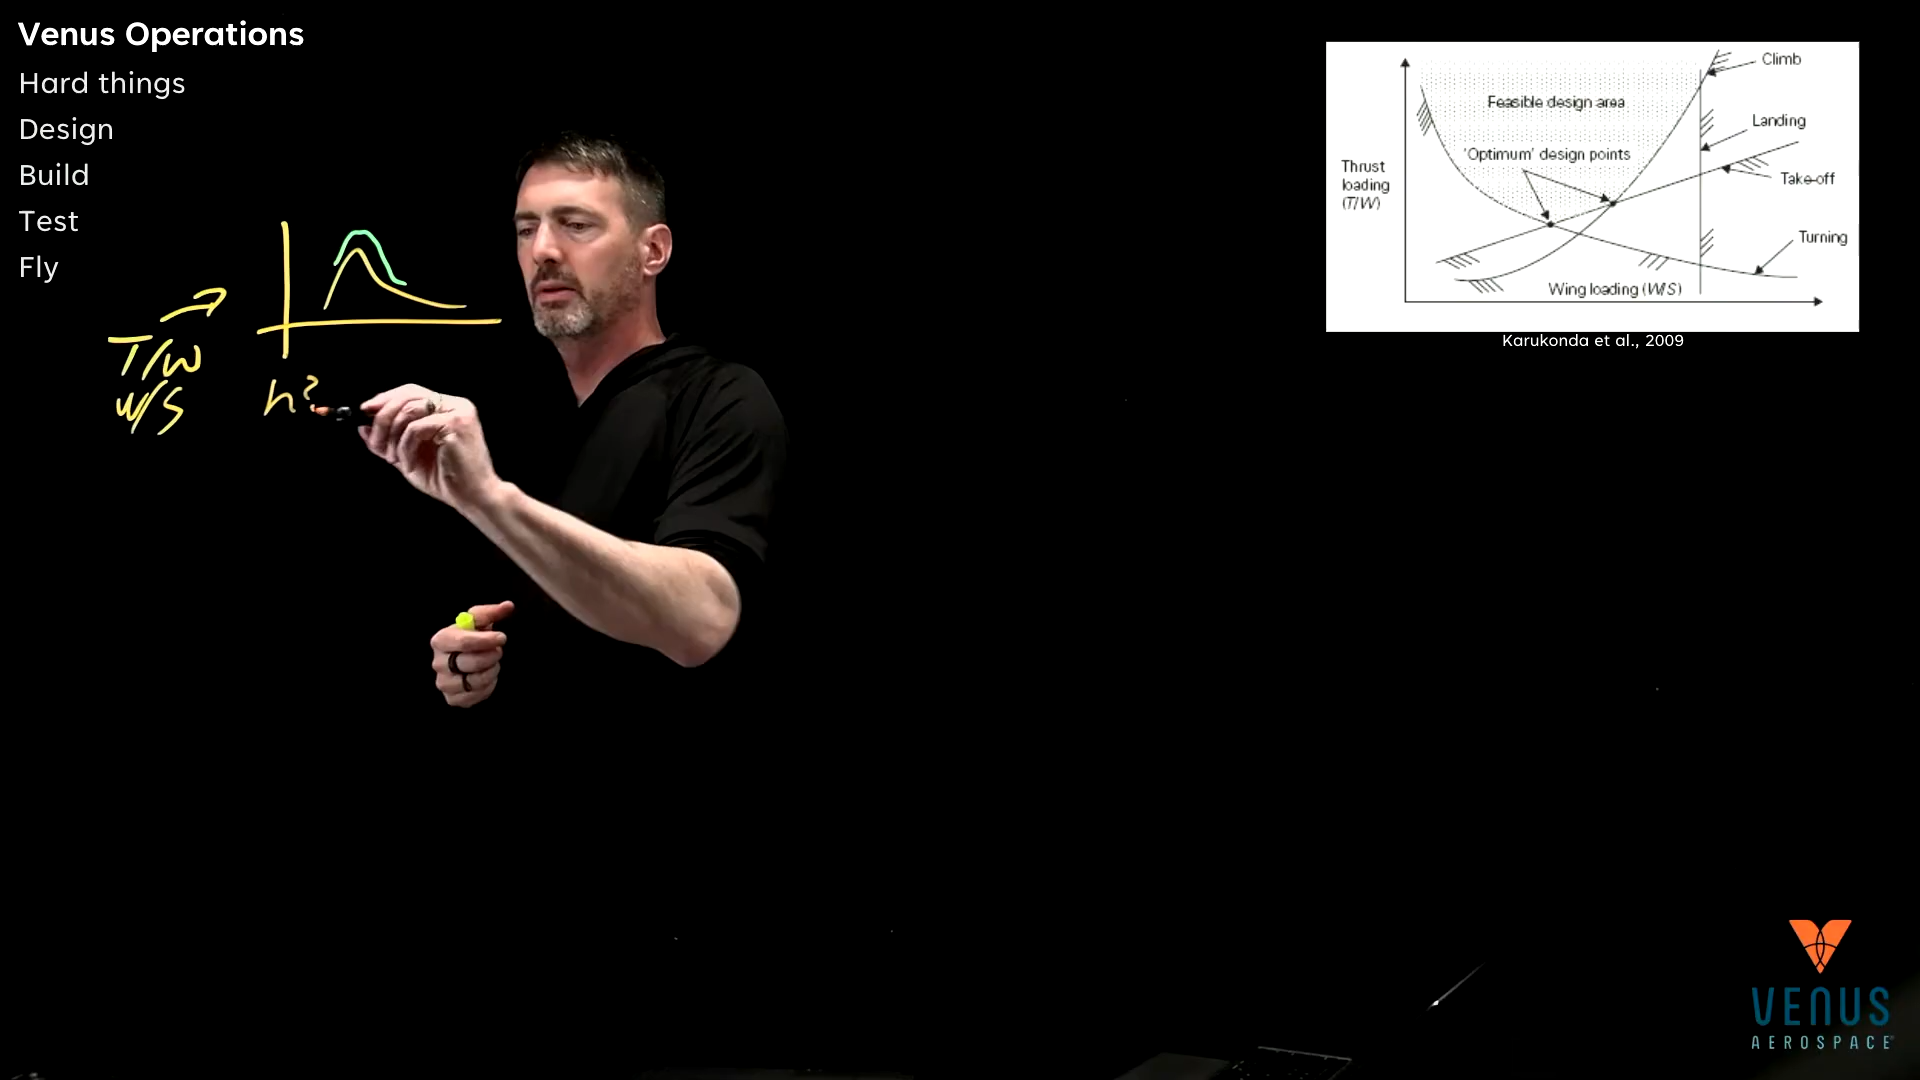 Venus Operations
Hard things
Design
Build
Test
Fly
T/W
W/S
n?
Climb
Feasible design area
Landing
'Optimum' design points
Thrust
loading
(T/W)
Take-off
Turning
Wing loading (W/S)
Karukonda et al., 2009
VENUS
AEROSPACE